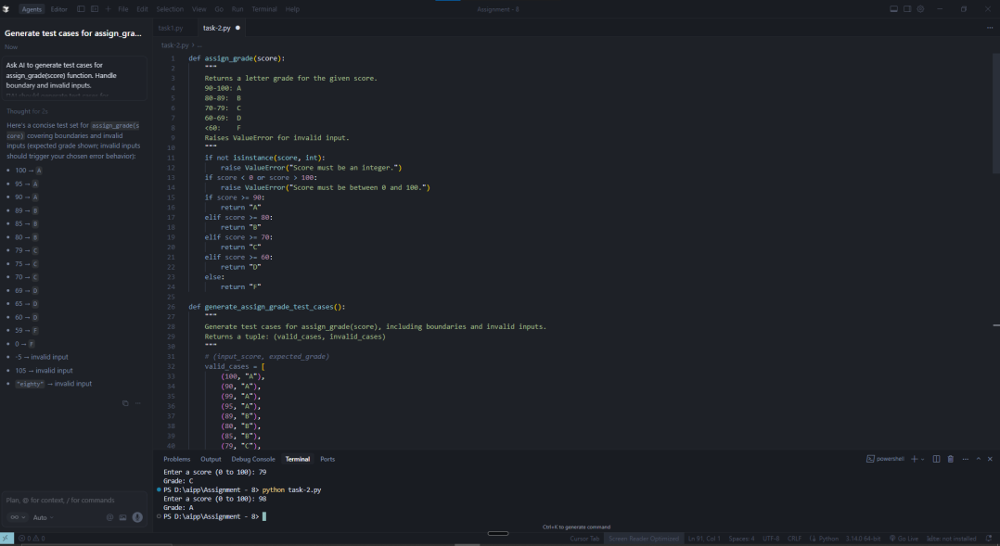 Agents Editor File Edit Selection View Go Run Terminal Help
Assignment - 8
Generate test cases for assign_gra...
Now
Ask AI to generate test cases for
assign_grade(score) function. Handle
boundary and invalid inputs.
Thought for 2s
Here's a concise test set for assign_grade(s
core) covering boundaries and invalid
inputs (expected grade shown; invalid inputs
should trigger your chosen error behavior):
100 → A
95 → A
90 → A
89 → B
85 → B
80 → B
79 → C
75 → C
70 → C
69 → D
65 → D
60 → D
59 → F
0 → F
-5 → invalid input
105 → invalid input
"eighty" → invalid input
Plan, @ for context, / for commands
Auto
task1.py task-2.py
task-2.py > ...
1 def assign_grade(score):
2 """
3 Returns a letter grade for the given score.
4 90-100: A
5 80-89: B
6 70-79: C
7 60-69: D
8 <60: F
9 Raises ValueError for invalid input.
10 """
11 if not isinstance(score, int):
12 raise ValueError("Score must be an integer.")
13 if score < 0 or score > 100:
14 raise ValueError("Score must be between 0 and 100.")
15 if score >= 90:
16 return "A"
17 elif score >= 80:
18 return "B"
19 elif score >= 70:
20 return "C"
21 elif score >= 60:
22 return "D"
23 else:
24 return "F"
25
26 def generate_assign_grade_test_cases():
27 """
28 Generate test cases for assign_grade(score), including boundaries and invalid inputs.
29 Returns a tuple: (valid_cases, invalid_cases)
30 """
31 # (input_score, expected_grade)
32 valid_cases = [
33 (100, "A"),
34 (90, "A"),
35 (99, "A"),
36 (95, "A"),
37 (89, "B"),
38 (80, "B"),
39 (85, "B"),
40 (79, "C"),
Problems Output Debug Console Terminal Ports
powershell
Enter a score (0 to 100): 79
Grade: C
PS D:\aipp\Assignment - 8> python task-2.py
Enter a score (0 to 100): 98
Grade: A
PS D:\aipp\Assignment - 8>
Ctrl+K to generate command
0 0 Cursor Tab Screen Reader Optimized Ln 91, Col 1 Spaces: 4 UTF-8 CRLF Python 3.14.0 64-bit Go Live not installed